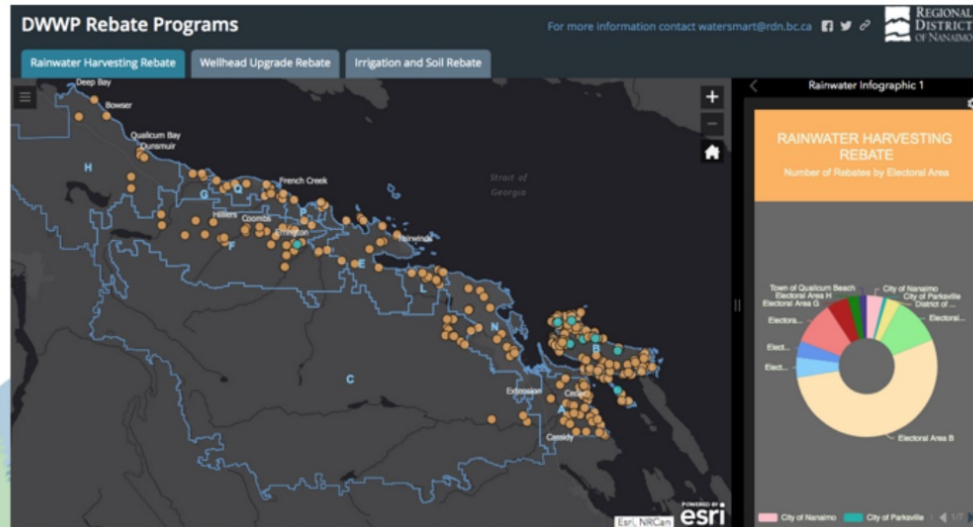 DWWP Rebate Programs
For more information contact watersmart@rdn.bc.ca
REGIONAL
DISTRICT
OF NANAIMO
Rainwater Harvesting Rebate
Wellhead Upgrade Rebate
Irrigation and Soil Rebate
Deep Bay
Bowser
Qualicum Bay
Dunsmuir
H
G
Q
French Creek
P
Hilliers
Coombs
Errington
F
E
Fairwinds
L
N
B
C
Extension
Cedar
A
Cassidy
Strait of
Georgia
Esri, NRCan
POWERED BY
esri
Rainwater Infographic 1
RAINWATER HARVESTING
REBATE
Number of Rebates by Electoral Area
Town of Qualicum Beach
Electoral Area H
Electoral Area G
Electora...
Elect...
Elect...
City of Nanaimo
City of Parksville
District of ...
Electoral...
Electoral Area B
City of Nanaimo
City of Parksville
1/7